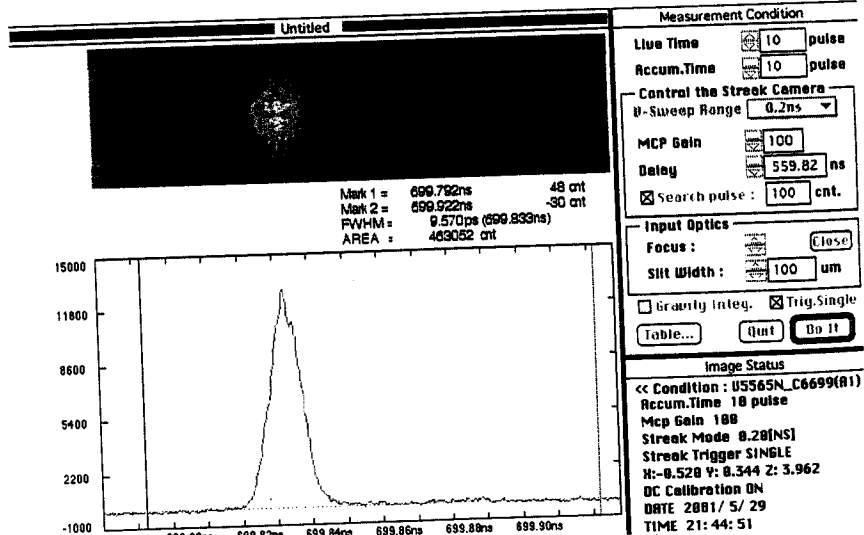 Untitled
Mark 1 = 699.792ns 48 cnt
Mark 2 = 699.922ns -30 cnt
FWHM = 9.570ps (699.833ns)
AREA = 463052 cnt
15000
11800
8600
5400
2200
-1000
699.82ns
699.84ns
699.86ns
699.88ns
699.90ns
Measurement Condition
Live Time 10 pulse
Accum.Time 10 pulse
Control the Streak Camera
V-Sweep Range 0.2ns
MCP Gain 100
Delay 559.82 ns
Search pulse : 100 cnt.
Input Optics
Focus : Close
Slit Width : 100 um
Gravity Integ. Trig.Single
Table... Quit Do It
Image Status
<< Condition : U5565N_C6699(A1)
Accum.Time 10 pulse
Mcp Gain 100
Streak Mode 0.20[NS]
Streak Trigger SINGLE
X:-0.520 Y: 0.344 Z: 3.962
DC Calibration ON
DATE 2001/ 5/ 29
TIME 21: 44: 51